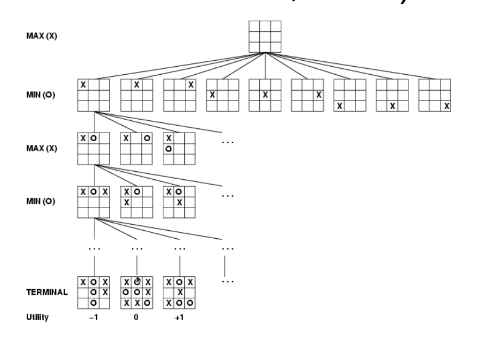 MAX (X)
X X X
MIN (O) X X X
X X X
X O X O X
MAX (X) O ...
X O X X O X O
MIN (O) X X ...
... ... ... ...
X O X X O X X O X ...
TERMINAL O X O O X X
O X X O X O O
Utility −1 0 +1